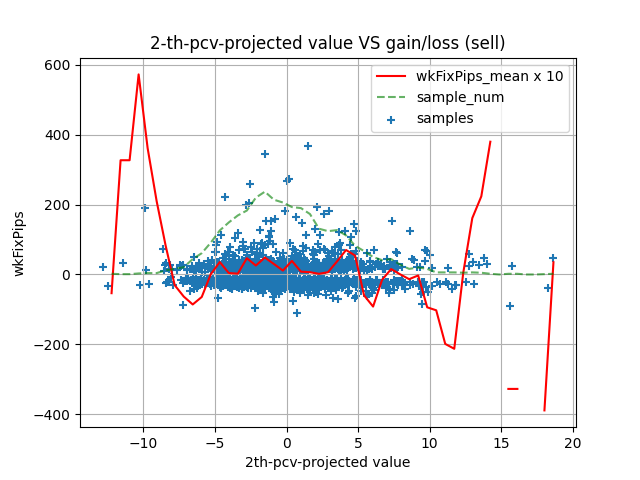 2-th-pcv-projected value VS gain/loss (sell)
wkFixPips_mean x 10
sample_num
samples
600
400
200
0
−200
−400
wkFixPips
−10
−5
0
5
10
15
20
2th-pcv-projected value